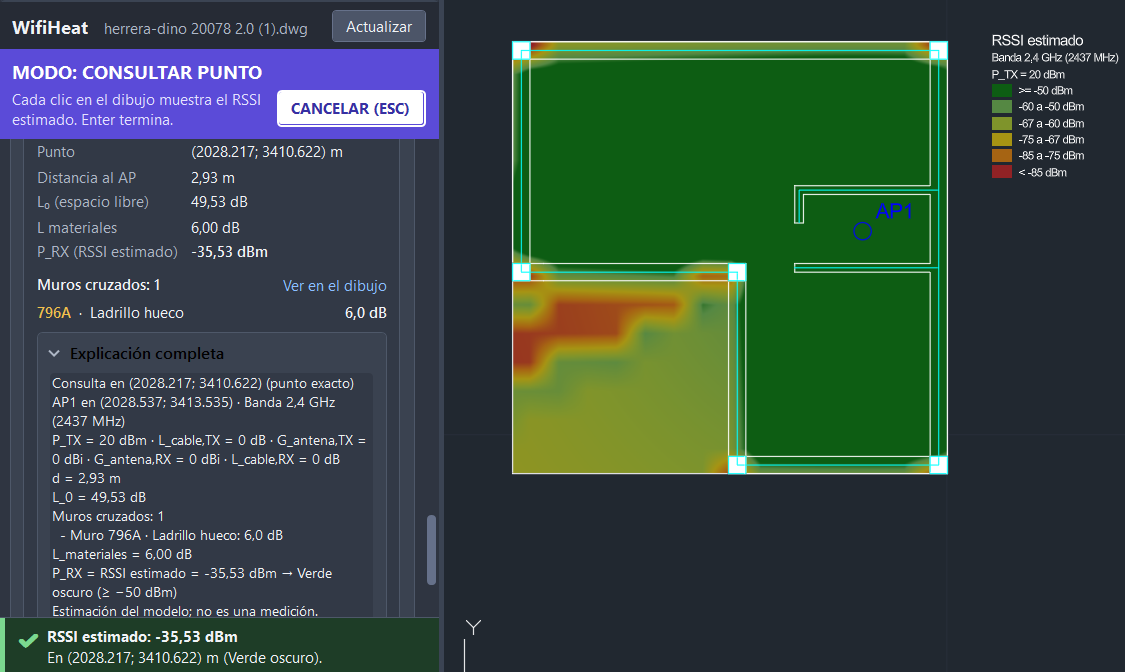 WifiHeat herrera-dino 20078 2.0 (1).dwg Actualizar
MODO: CONSULTAR PUNTO
Cada clic en el dibujo muestra el RSSI
estimado. Enter termina.
CANCELAR (ESC)
Punto (2028.217; 3410.622) m
Distancia al AP 2,93 m
L₀ (espacio libre) 49,53 dB
L materiales 6,00 dB
P_RX (RSSI estimado) -35,53 dBm
Muros cruzados: 1 Ver en el dibujo
796A · Ladrillo hueco 6,0 dB
Explicación completa
Consulta en (2028.217; 3410.622) (punto exacto)
AP1 en (2028.537; 3413.535) · Banda 2,4 GHz
(2437 MHz)
P_TX = 20 dBm · L_cable,TX = 0 dB · G_antena,TX =
0 dBi · G_antena,RX = 0 dBi · L_cable,RX = 0 dB
d = 2,93 m
L_0 = 49,53 dB
Muros cruzados: 1
- Muro 796A · Ladrillo hueco: 6,0 dB
L_materiales = 6,00 dB
P_RX = RSSI estimado = -35,53 dBm → Verde
oscuro (≥ −50 dBm)
Estimación del modelo; no es una medición.
RSSI estimado: -35,53 dBm
En (2028.217; 3410.622) m (Verde oscuro).
AP1
Y
RSSI estimado
Banda 2,4 GHz (2437 MHz)
P_TX = 20 dBm
>= -50 dBm
-60 a -50 dBm
-67 a -60 dBm
-75 a -67 dBm
-85 a -75 dBm
< -85 dBm